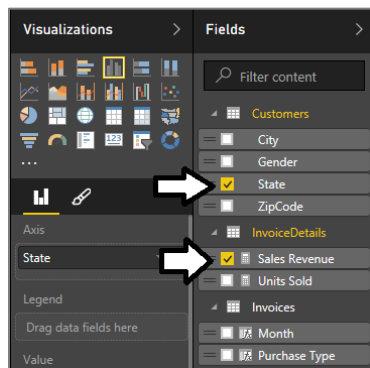 Visualizations
Fields
Filter content
Customers
City
Gender
State
ZipCode
InvoiceDetails
Sales Revenue
Units Sold
Invoices
Month
Purchase Type
...
Axis
State
Legend
Drag data fields here
Value